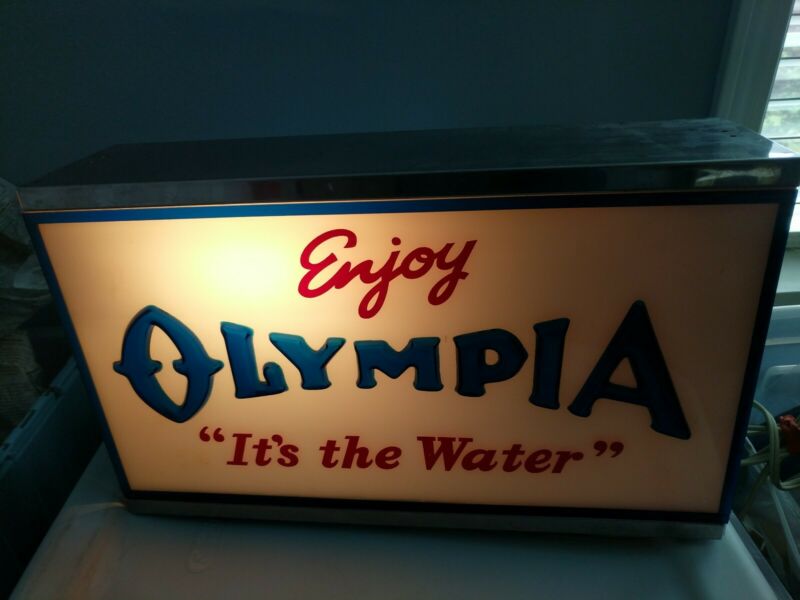 Enjoy
OLYMPIA
“It's the Water”